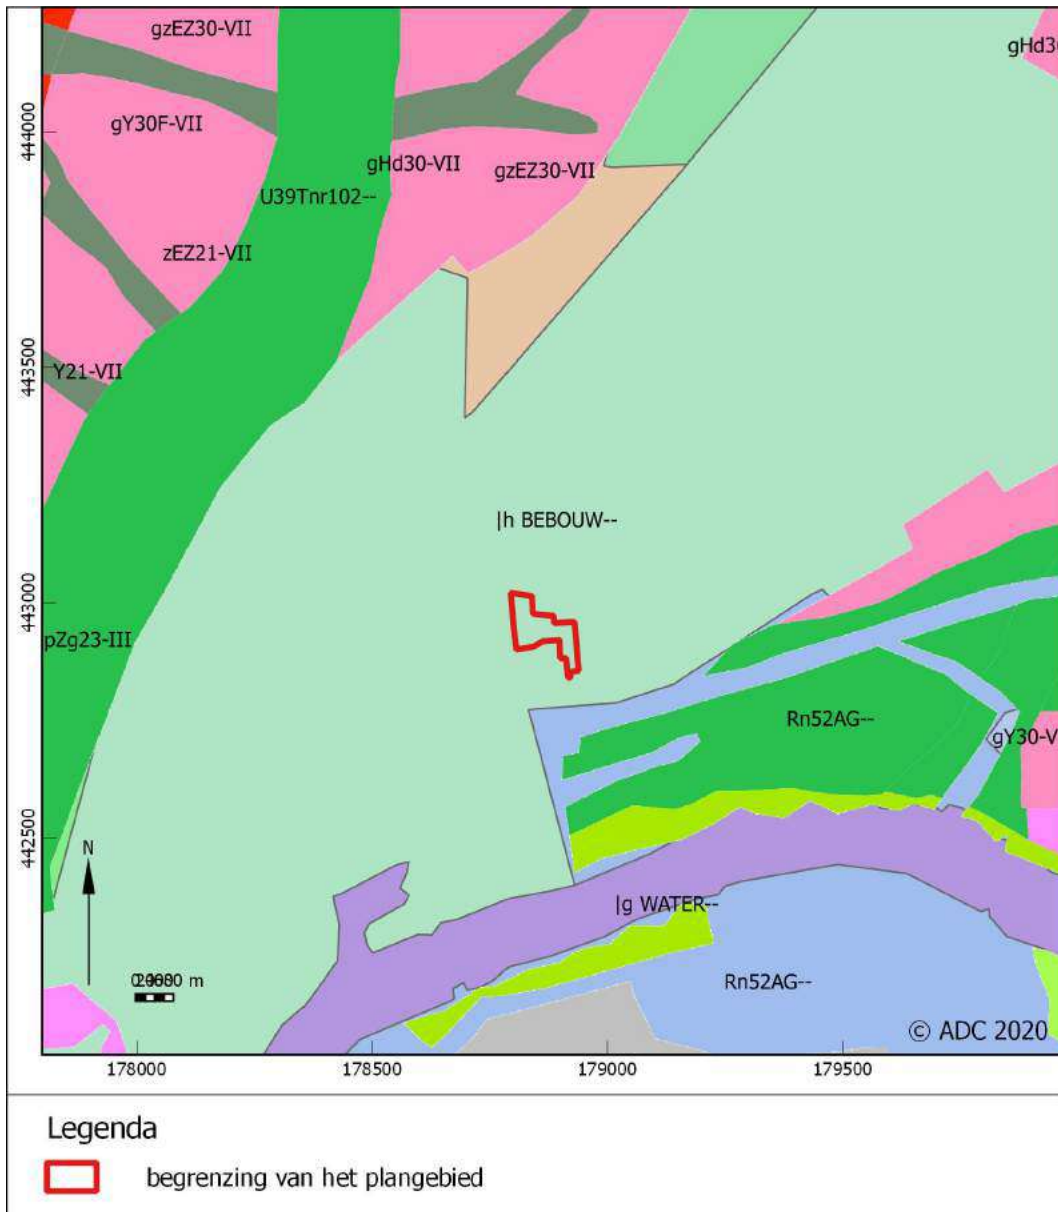 gzEZ30-VII
gHd30
444000
gY30F-VII
gHd30-VII
gzEZ30-VII
U39Tnr102--
zEZ21-VII
443500
Y21-VII
|h BEBOUW--
443000
pZg23-III
Rn52AG--
gY30-V
442500
N
|g WATER--
m
Rn52AG--
© ADC 2020
178000
178500
179000
179500
Legenda
begrenzing van het plangebied